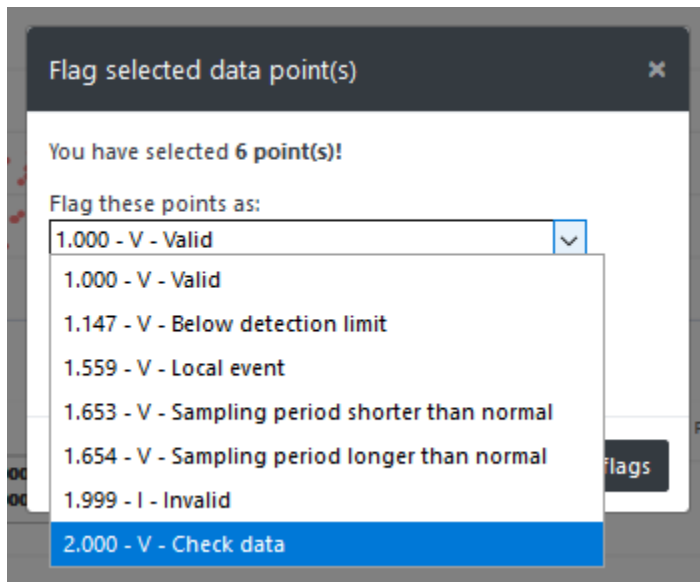 Flag selected data point(s)
×
You have selected 6 point(s)!
Flag these points as:
1.000 - V - Valid
1.000 - V - Valid
1.147 - V - Below detection limit
1.559 - V - Local event
1.653 - V - Sampling period shorter than normal
1.654 - V - Sampling period longer than normal
1.999 - I - Invalid
flags
2.000 - V - Check data